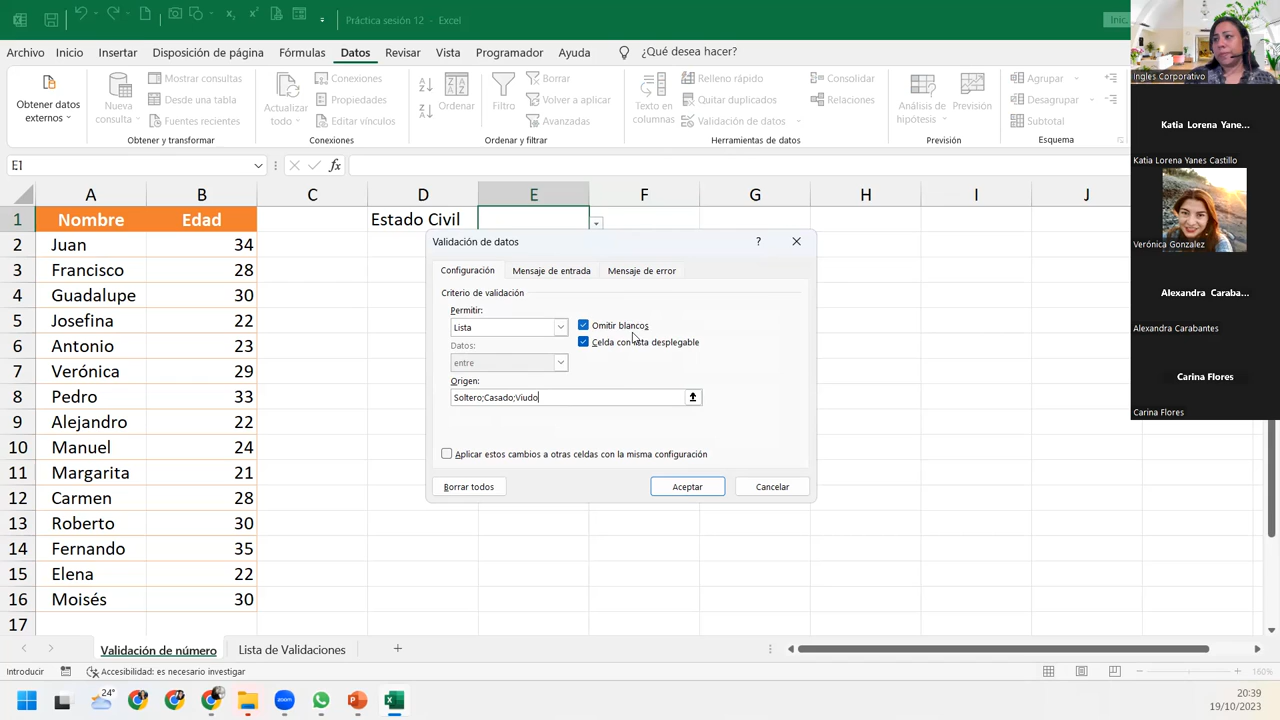 Práctica sesión 12 - Excel
Inic.
Archivo Inicio Insertar Disposición de página Fórmulas Datos Revisar Vista Programador Ayuda ¿Qué desea hacer?
Obtener datos externos
Nueva consulta
Mostrar consultas
Desde una tabla
Fuentes recientes
Obtener y transformar
Actualizar todo
Conexiones
Propiedades
Editar vínculos
Conexiones
Ordenar
Filtro
Borrar
Volver a aplicar
Avanzadas
Ordenar y filtrar
Texto en columnas
Relleno rápido
Quitar duplicados
Validación de datos
Consolidar
Relaciones
Herramientas de datos
Análisis de hipótesis
Previsión
Previsión
Agrupar
Desagrupar
Subtotal
Esquema
E1
fx
A B C D E F G H I J
1 Nombre Edad Estado Civil
2 Juan 34
3 Francisco 28
4 Guadalupe 30
5 Josefina 22
6 Antonio 23
7 Verónica 29
8 Pedro 33
9 Alejandro 22
10 Manuel 24
11 Margarita 21
12 Carmen 28
13 Roberto 30
14 Fernando 35
15 Elena 22
16 Moisés 30
17
Validación de datos ?
Configuración Mensaje de entrada Mensaje de error
Criterio de validación
Permitir:
Lista
Omitir blancos
Celda con lista desplegable
Datos:
entre
Origen:
Soltero;Casado;Viudo
Aplicar estos cambios a otras celdas con la misma configuración
Borrar todos Aceptar Cancelar
Ingles Corporativo
Katia Lorena Yane...
Katia Lorena Yanes Castillo
Verónica Gonzalez
Alexandra Caraba...
Alexandra Carabantes
Carina Flores
Carina Flores
Validación de número Lista de Validaciones
Introducir Accesibilidad: es necesario investigar 160%
24°
20:39
19/10/2023